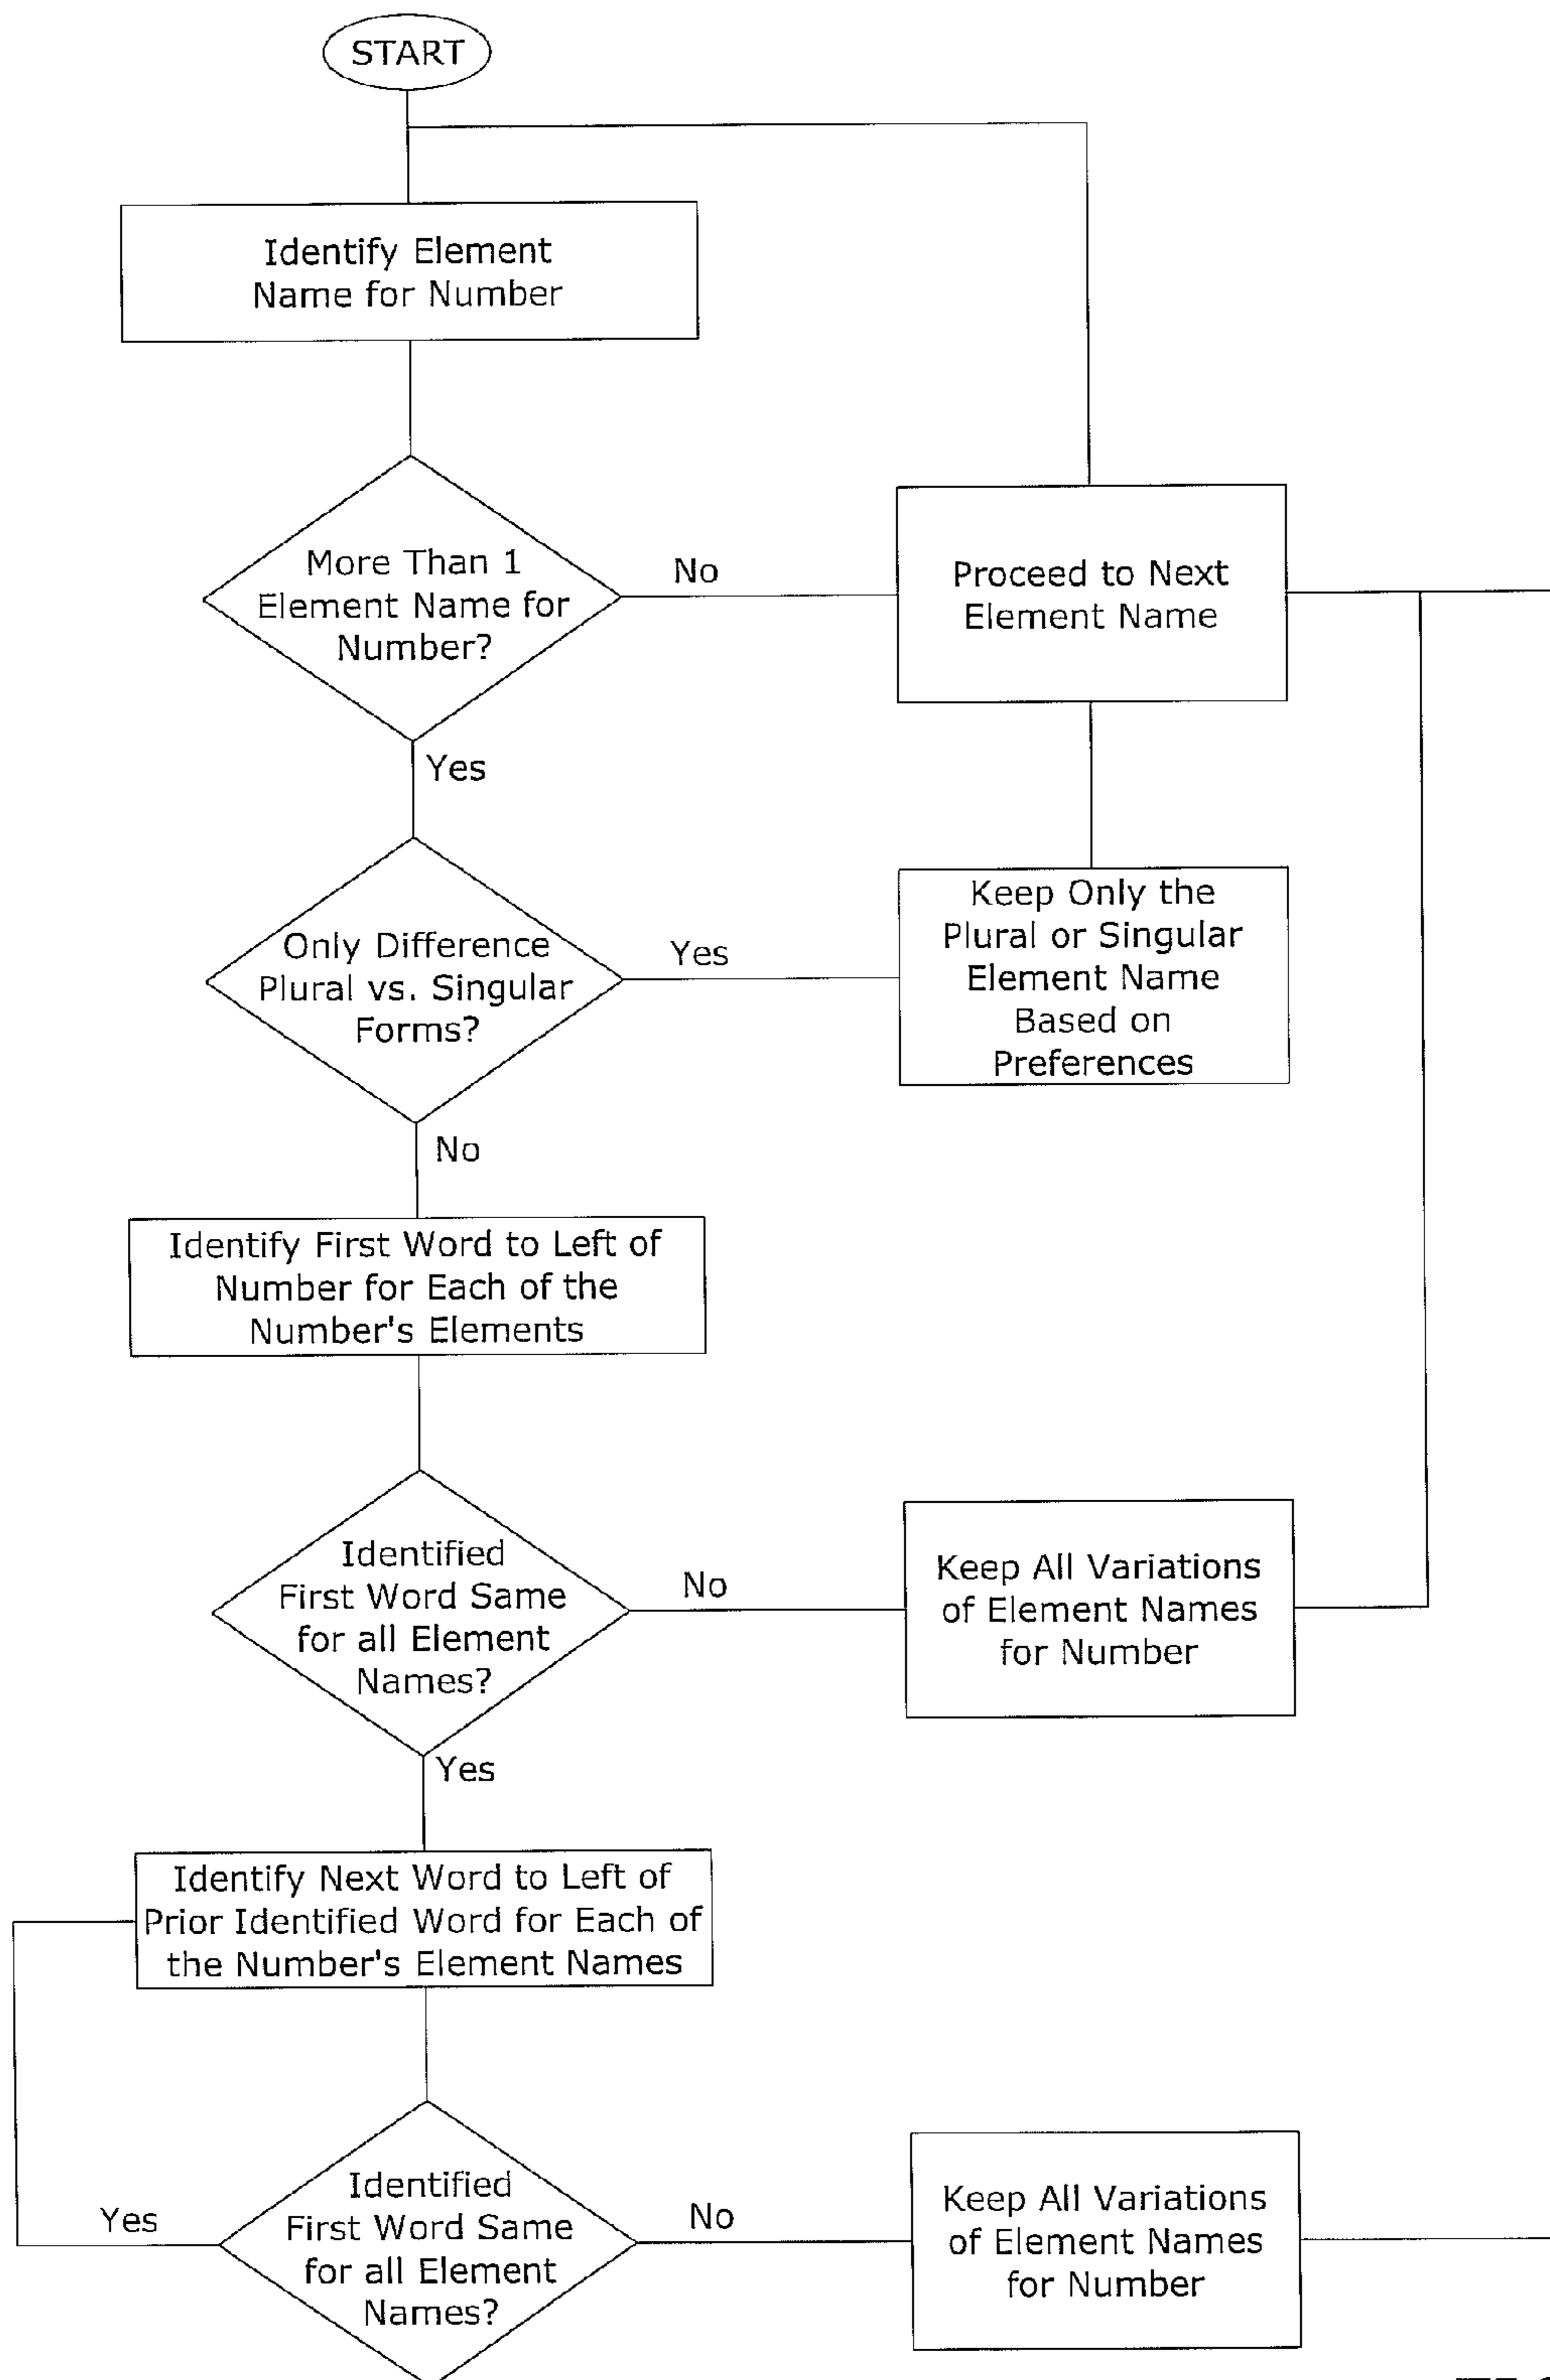 START
Identify Element
Name for Number
More Than 1
Element Name for
Number?
No
Proceed to Next
Element Name
Yes
Only Difference
Plural vs. Singular
Forms?
Yes
Keep Only the
Plural or Singular
Element Name
Based on
Preferences
No
Identify First Word to Left of
Number for Each of the
Number's Elements
Identified
First Word Same
for all Element
Names?
No
Keep All Variations
of Element Names
for Number
Yes
Identify Next Word to Left of
Prior Identified Word for Each of
the Number's Element Names
Yes
Identified
First Word Same
for all Element
Names?
No
Keep All Variations
of Element Names
for Number